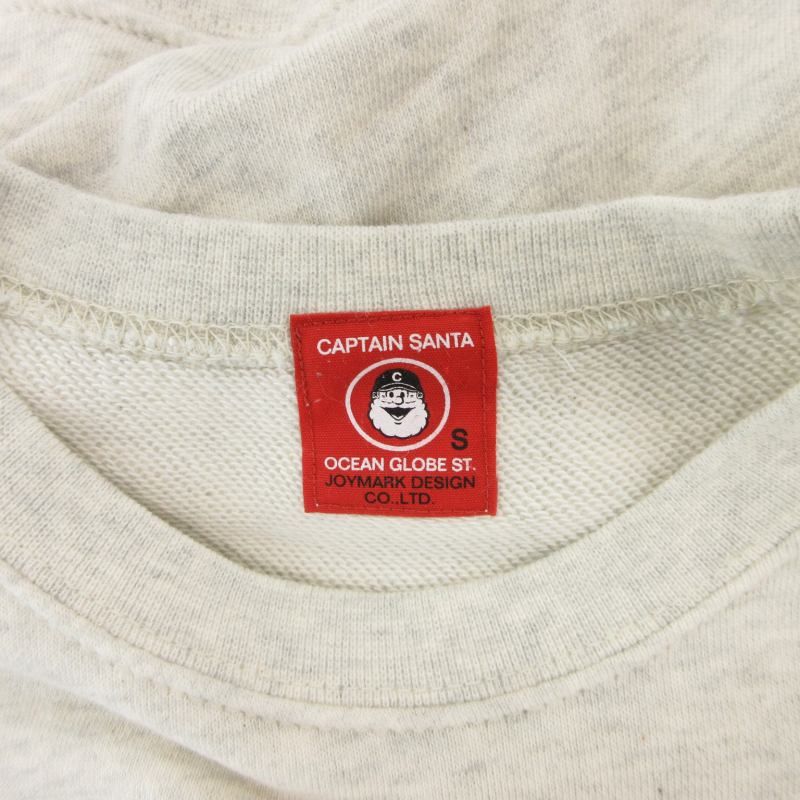 CAPTAIN SANTA
C
S
OCEAN GLOBE ST.
JOYMARK DESIGN
CO.,LTD.